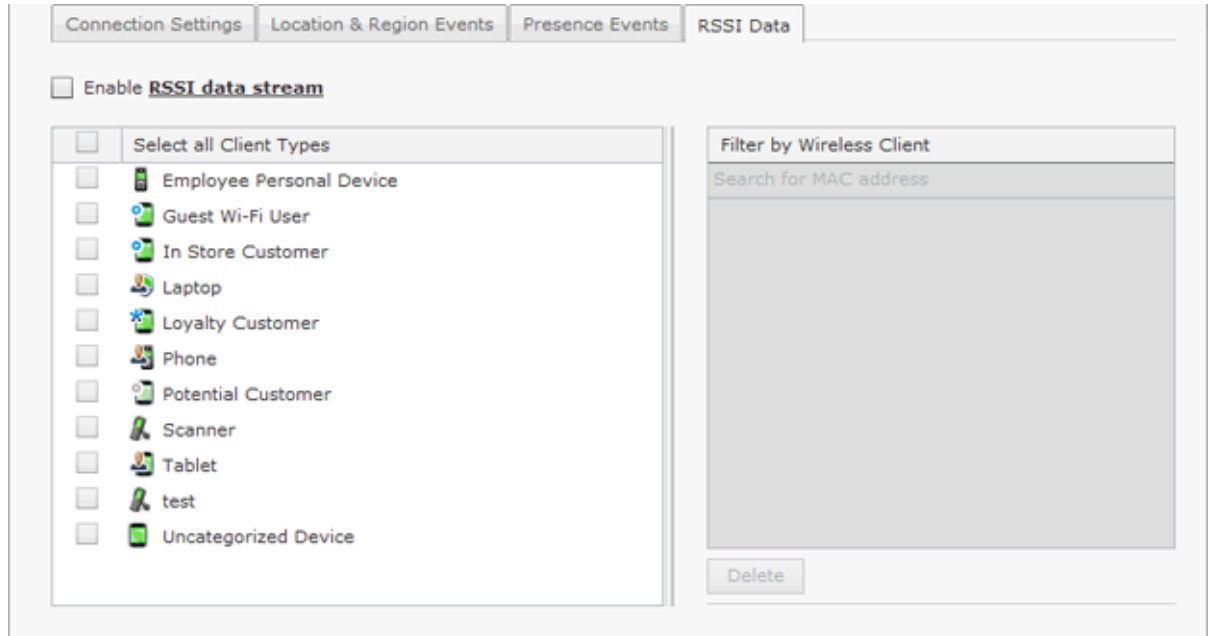 Connection Settings Location & Region Events Presence Events RSSI Data
Enable RSSI data stream
Select all Client Types
Employee Personal Device
Guest Wi-Fi User
In Store Customer
Laptop
Loyalty Customer
Phone
Potential Customer
Scanner
Tablet
test
Uncategorized Device
Filter by Wireless Client
Search for MAC address
Delete